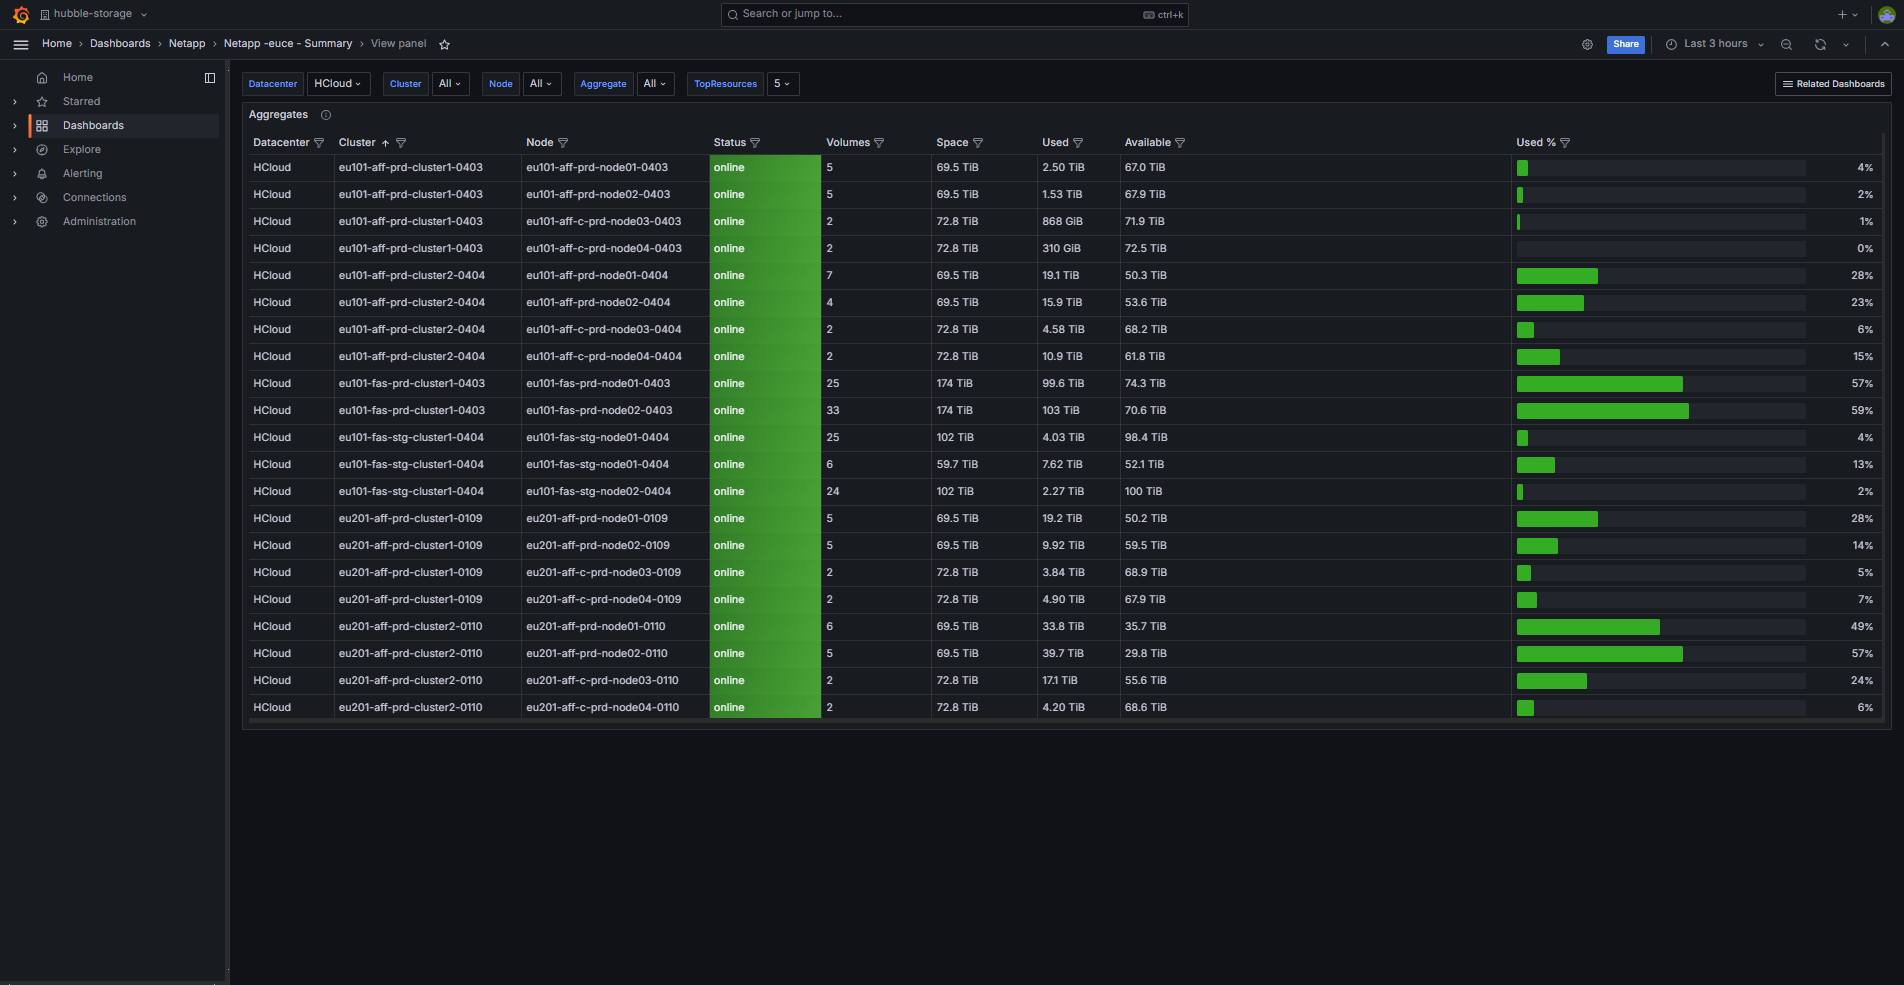 hubble-storage
Search or jump to... ctrl+k
Home › Dashboards › Netapp › Netapp -euce - Summary › View panel
Share Last 3 hours
Home
Starred
Dashboards
Explore
Alerting
Connections
Administration
Datacenter HCloud Cluster All Node All Aggregate All TopResources 5 Related Dashboards
Aggregates
Datacenter Cluster Node Status Volumes Space Used Available Used %
HCloud eu101-aff-prd-cluster1-0403 eu101-aff-prd-node01-0403 online 5 69.5 TiB 2.50 TiB 67.0 TiB 4%
HCloud eu101-aff-prd-cluster1-0403 eu101-aff-prd-node02-0403 online 5 69.5 TiB 1.53 TiB 67.9 TiB 2%
HCloud eu101-aff-prd-cluster1-0403 eu101-aff-c-prd-node03-0403 online 2 72.8 TiB 868 GiB 71.9 TiB 1%
HCloud eu101-aff-prd-cluster1-0403 eu101-aff-c-prd-node04-0403 online 2 72.8 TiB 310 GiB 72.5 TiB 0%
HCloud eu101-aff-prd-cluster2-0404 eu101-aff-prd-node01-0404 online 7 69.5 TiB 19.1 TiB 50.3 TiB 28%
HCloud eu101-aff-prd-cluster2-0404 eu101-aff-prd-node02-0404 online 4 69.5 TiB 15.9 TiB 53.6 TiB 23%
HCloud eu101-aff-prd-cluster2-0404 eu101-aff-c-prd-node03-0404 online 2 72.8 TiB 4.58 TiB 68.2 TiB 6%
HCloud eu101-aff-prd-cluster2-0404 eu101-aff-c-prd-node04-0404 online 2 72.8 TiB 10.9 TiB 61.8 TiB 15%
HCloud eu101-fas-prd-cluster1-0403 eu101-fas-prd-node01-0403 online 25 174 TiB 99.6 TiB 74.3 TiB 57%
HCloud eu101-fas-prd-cluster1-0403 eu101-fas-prd-node02-0403 online 33 174 TiB 103 TiB 70.6 TiB 59%
HCloud eu101-fas-stg-cluster1-0404 eu101-fas-stg-node01-0404 online 25 102 TiB 4.03 TiB 98.4 TiB 4%
HCloud eu101-fas-stg-cluster1-0404 eu101-fas-stg-node01-0404 online 6 59.7 TiB 7.62 TiB 52.1 TiB 13%
HCloud eu101-fas-stg-cluster1-0404 eu101-fas-stg-node02-0404 online 24 102 TiB 2.27 TiB 100 TiB 2%
HCloud eu201-aff-prd-cluster1-0109 eu201-aff-prd-node01-0109 online 5 69.5 TiB 19.2 TiB 50.2 TiB 28%
HCloud eu201-aff-prd-cluster1-0109 eu201-aff-prd-node02-0109 online 5 69.5 TiB 9.92 TiB 59.5 TiB 14%
HCloud eu201-aff-prd-cluster1-0109 eu201-aff-c-prd-node03-0109 online 2 72.8 TiB 3.84 TiB 68.9 TiB 5%
HCloud eu201-aff-prd-cluster1-0109 eu201-aff-c-prd-node04-0109 online 2 72.8 TiB 4.90 TiB 67.9 TiB 7%
HCloud eu201-aff-prd-cluster2-0110 eu201-aff-prd-node01-0110 online 6 69.5 TiB 33.8 TiB 35.7 TiB 49%
HCloud eu201-aff-prd-cluster2-0110 eu201-aff-prd-node02-0110 online 5 69.5 TiB 39.7 TiB 29.8 TiB 57%
HCloud eu201-aff-prd-cluster2-0110 eu201-aff-c-prd-node03-0110 online 2 72.8 TiB 17.1 TiB 55.6 TiB 24%
HCloud eu201-aff-prd-cluster2-0110 eu201-aff-c-prd-node04-0110 online 2 72.8 TiB 4.20 TiB 68.6 TiB 6%